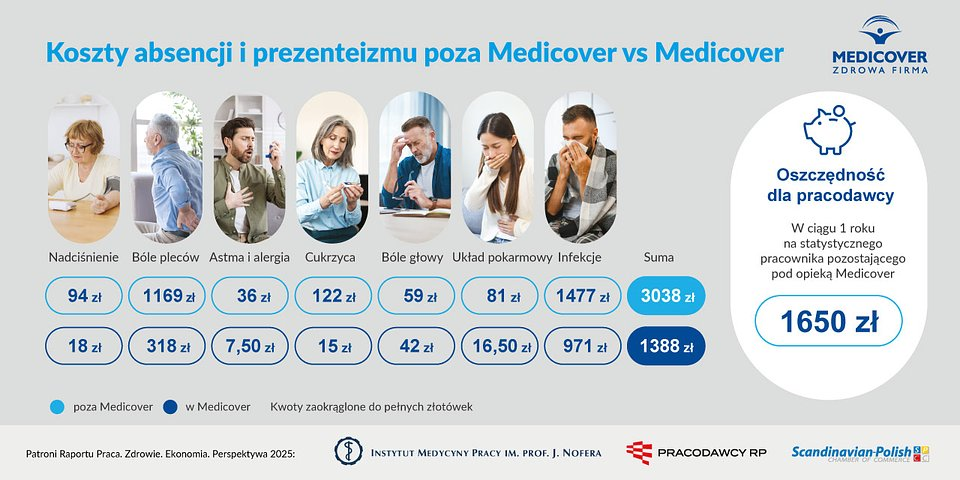 Koszty absencji i prezenteizmu poza Medicover vs Medicover
MEDICOVER
ZDROWA FIRMA
Nadciśnienie Bóle pleców Astma i alergia Cukrzyca Bóle głowy Układ pokarmowy Infekcje Suma
94 zł 1169 zł 36 zł 122 zł 59 zł 81 zł 1477 zł 3038 zł
18 zł 318 zł 7,50 zł 15 zł 42 zł 16,50 zł 971 zł 1388 zł
poza Medicover w Medicover Kwoty zaokrąglone do pełnych złotówek
Oszczędność
dla pracodawcy
W ciągu 1 roku
na statystycznego
pracownika pozostającego
pod opieką Medicover
1650 zł
Patroni Raportu Praca. Zdrowie. Ekonomia. Perspektywa 2025:
INSTYTUT MEDYCYNY PRACY IM. PROF. J. NOFERA
PRACODAWCY RP
Scandinavian-Polish
CHAMBER OF COMMERCE
S P C C